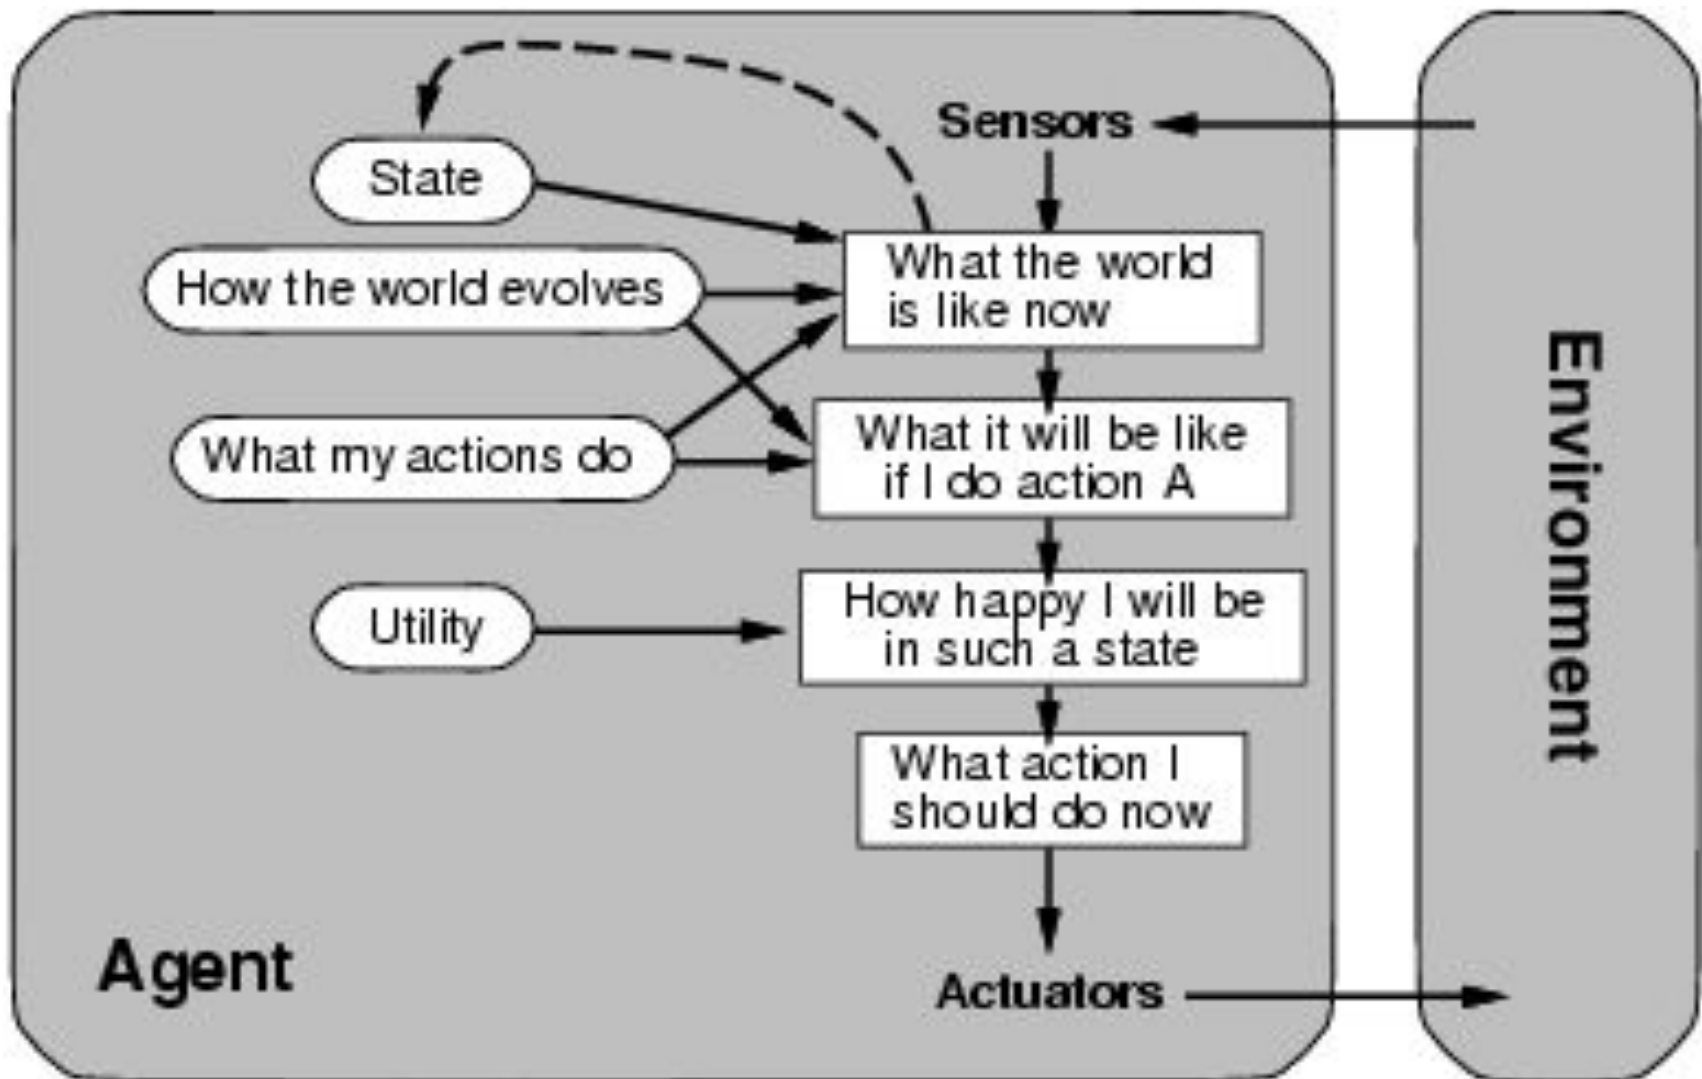 Sensors
State
What the world
is like now
How the world evolves
What my actions do
What it will be like
if I do action A
Utility
How happy I will be
in such a state
What action I
should do now
Agent
Actuators
Environment